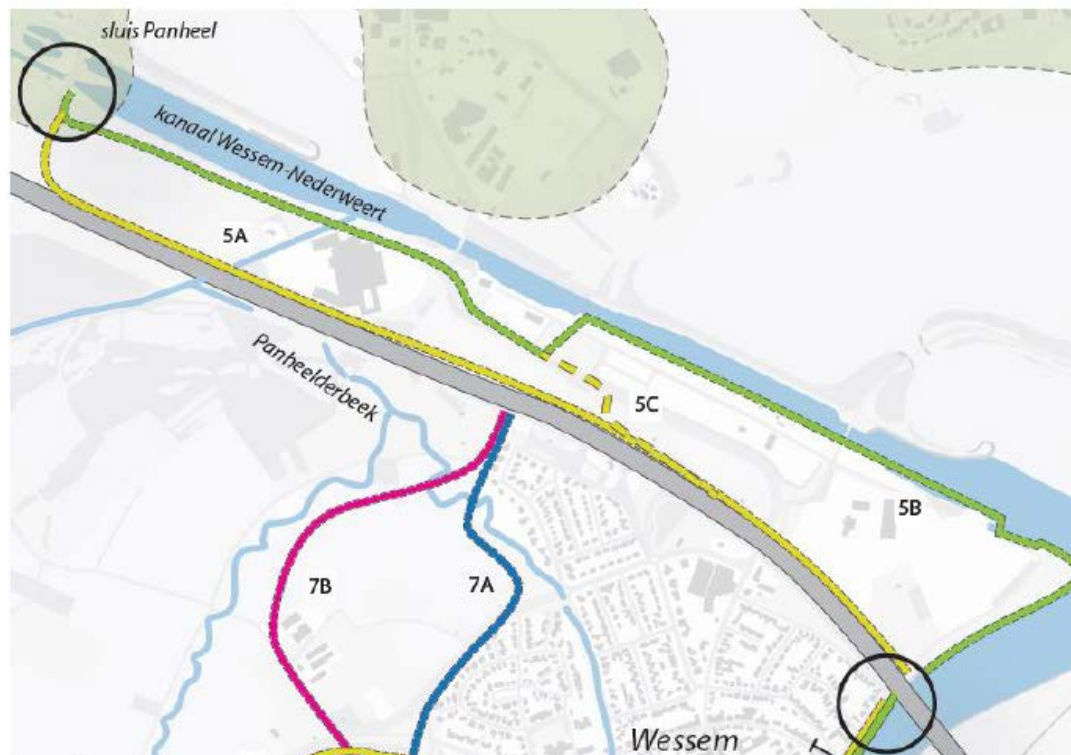 sluis Panheel
kanaal Wessem-Nederweert
5A
Panheelderbeek
5C
5B
7B
7A
Wessem